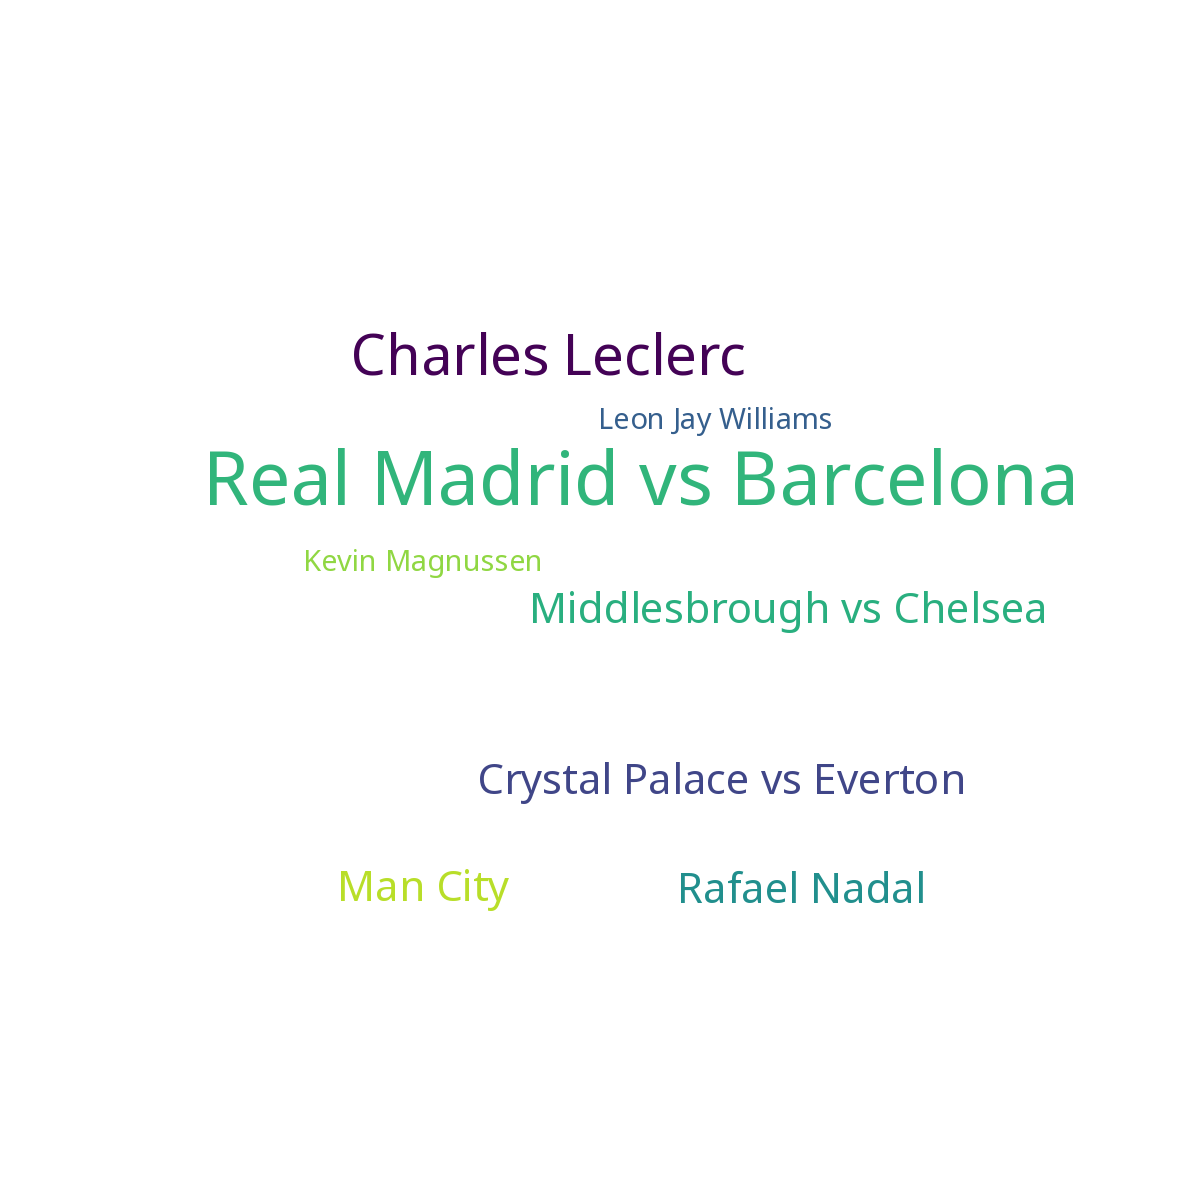 Charles Leclerc
Leon Jay Williams
Real Madrid vs Barcelona
Kevin Magnussen
Middlesbrough vs Chelsea
Crystal Palace vs Everton
Man City
Rafael Nadal